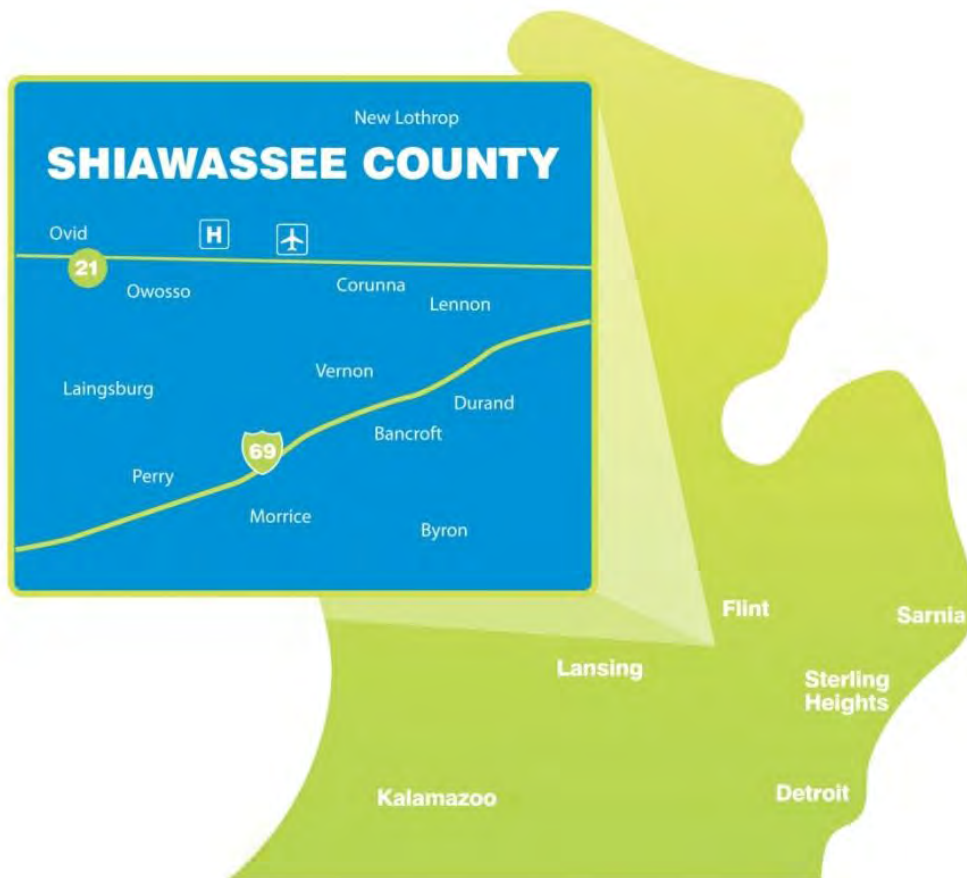 New Lothrop
SHIAWASSEE COUNTY
Ovid
H
21
Owosso
Corunna
Lennon
Vernon
Laingsburg
Durand
Bancroft
69
Perry
Morrice
Byron
Flint
Sarnia
Lansing
Sterling
Heights
Kalamazoo
Detroit